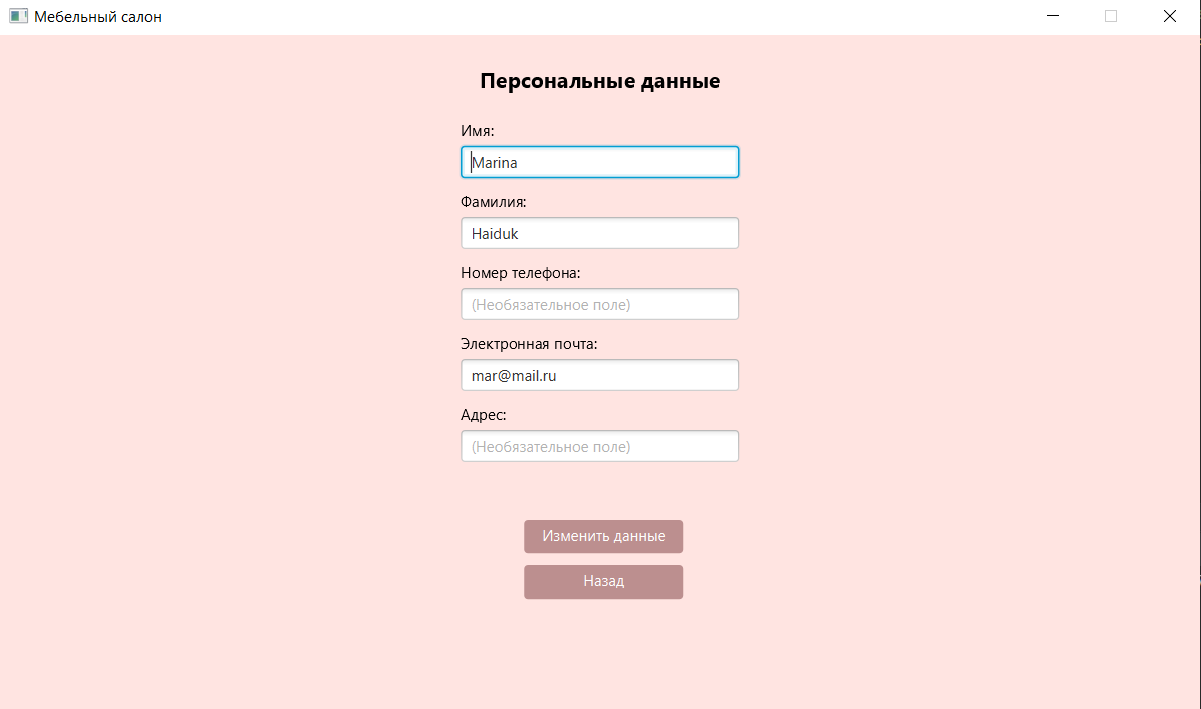 Мебельный салон
Персональные данные
Имя:
Marina
Фамилия:
Haiduk
Номер телефона:
(Необязательное поле)
Электронная почта:
mar@mail.ru
Адрес:
(Необязательное поле)
Изменить данные
Назад